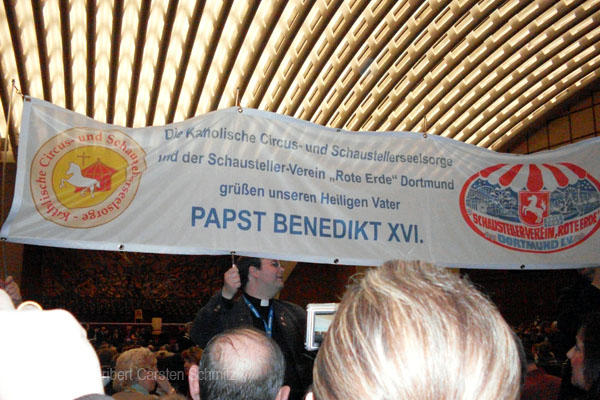 Die Katholische Circus- und Schaustellerseelsorge
und der Schausteller-Verein „Rote Erde“ Dortmund
grüßen unseren Heiligen Vater
PAPST BENEDIKT XVI.
Katholische Circus- und Schaustellerseelsorge
SCHAUSTELLERVEREIN„ROTE ERDE
DORTMUND E.V.
ribert Carsten Schmitz